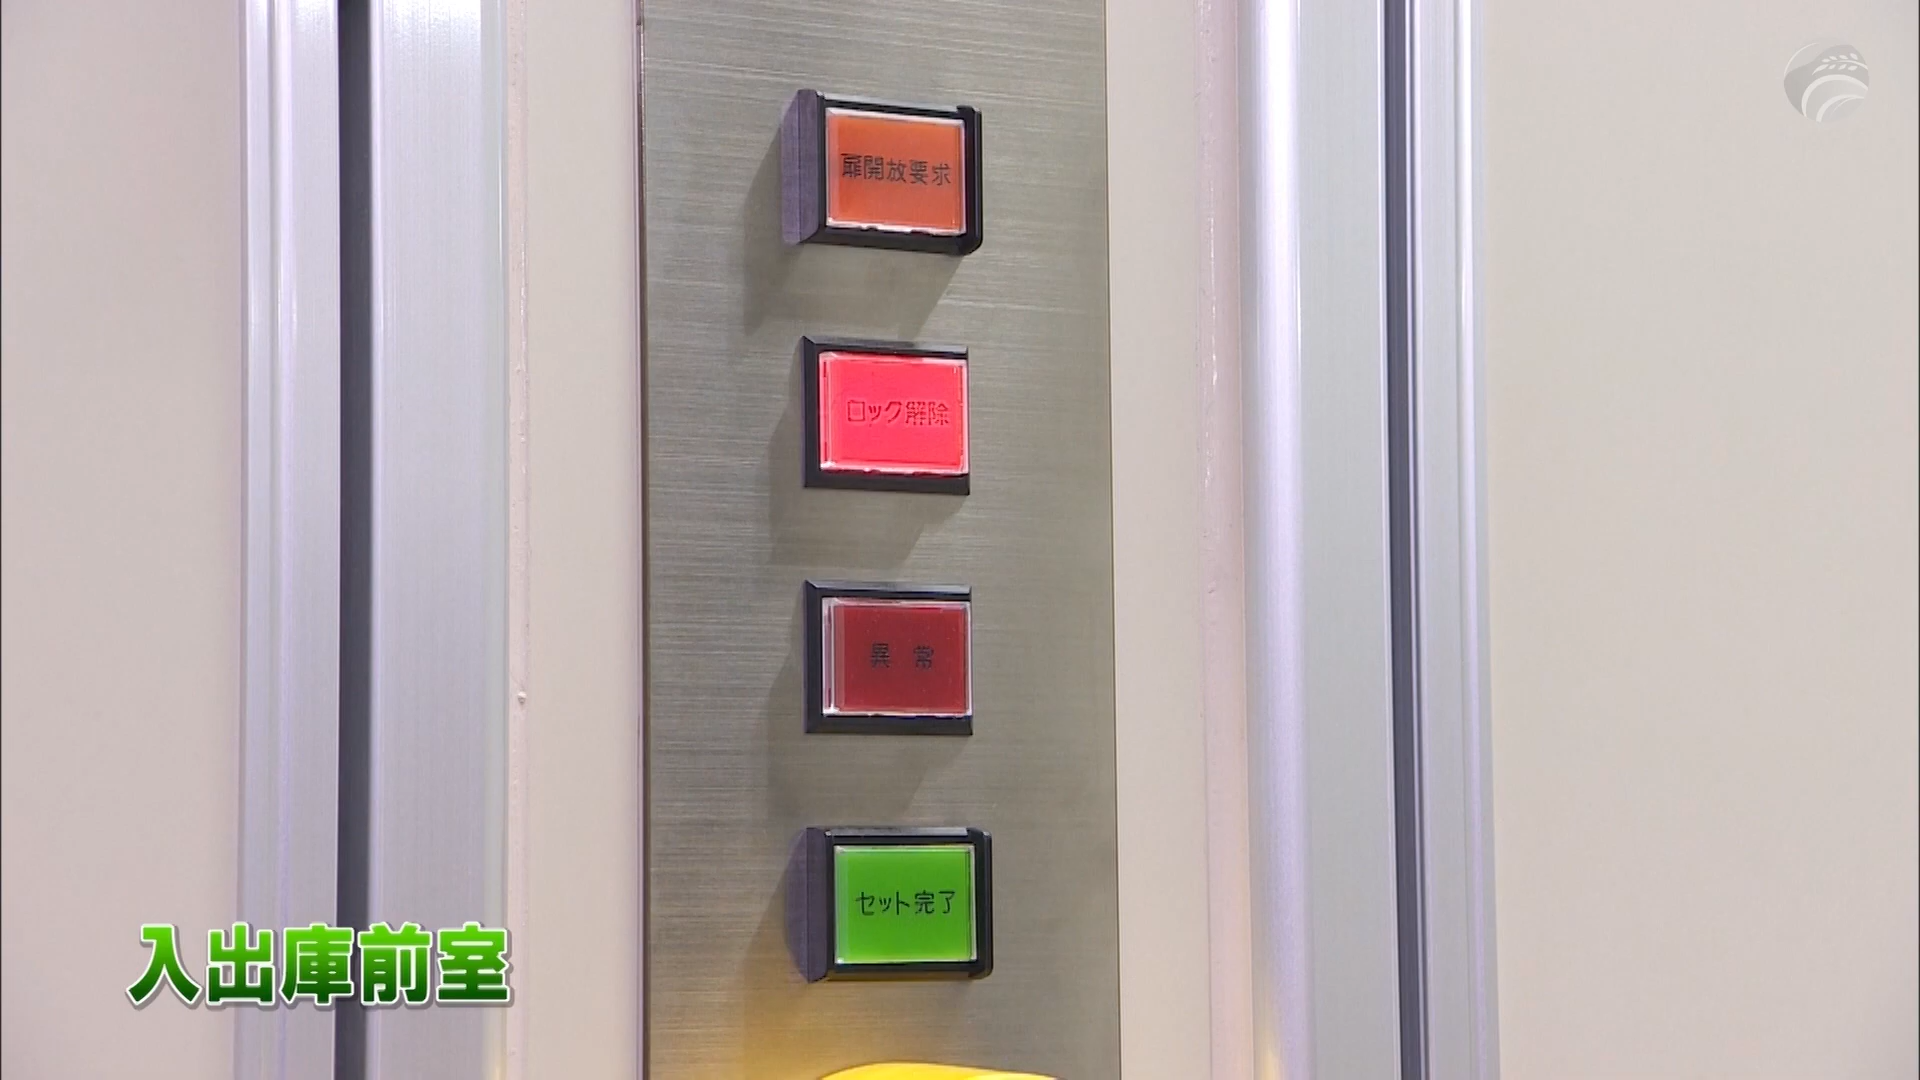 扉開放要求
ロック解除
異常
セット完了
入出庫前室